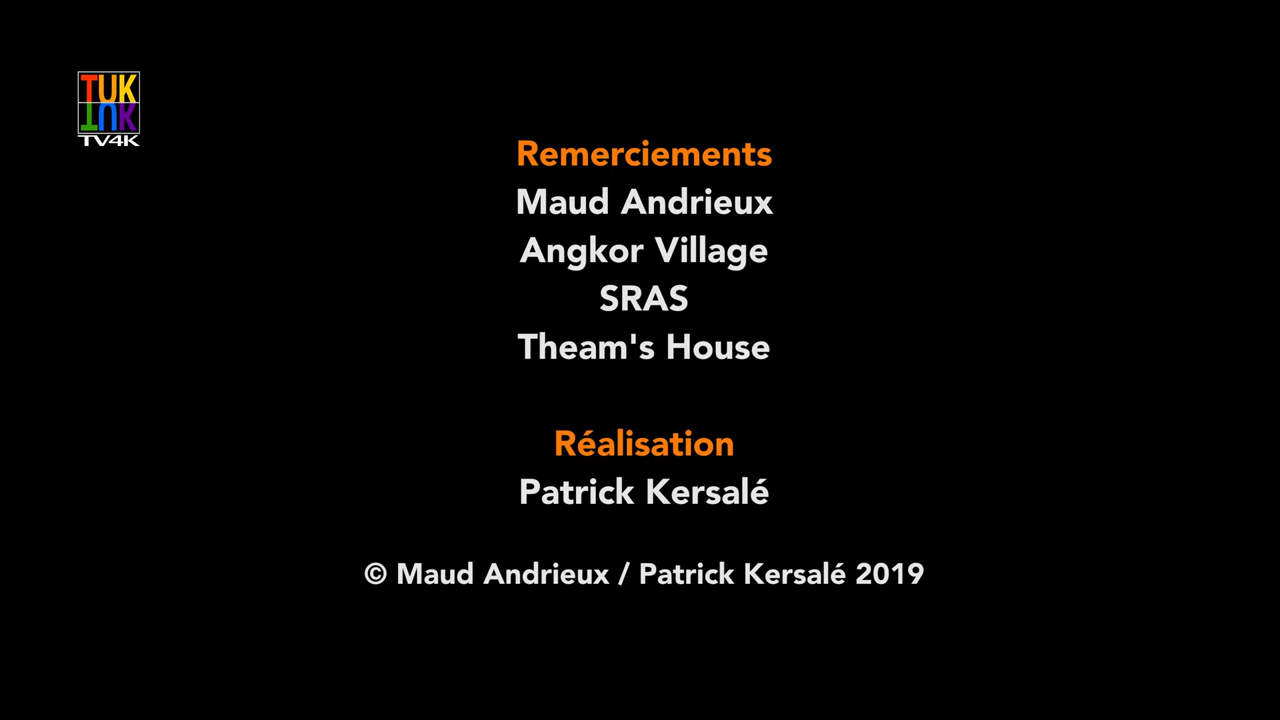 TUK
TUK
TV4K
Remerciements
Maud Andrieux
Angkor Village
SRAS
Theam's House
Réalisation
Patrick Kersalé
© Maud Andrieux / Patrick Kersalé 2019